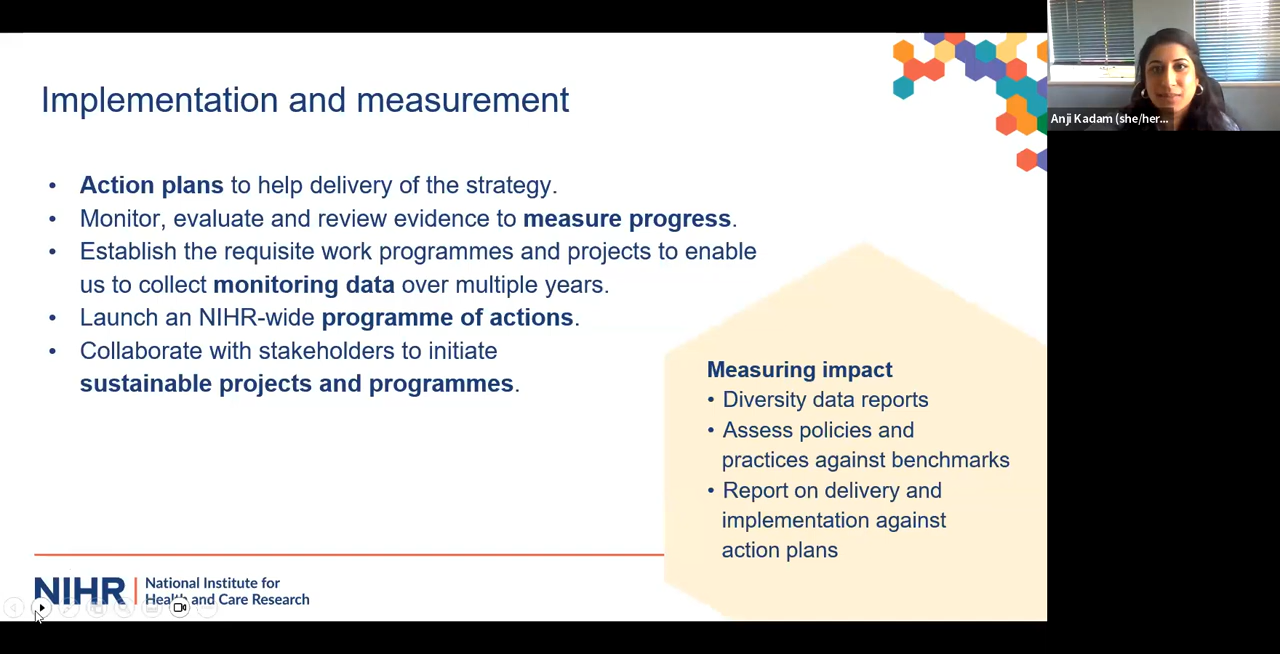 Implementation and measurement
• Action plans to help delivery of the strategy.
• Monitor, evaluate and review evidence to measure progress.
• Establish the requisite work programmes and projects to enable
us to collect monitoring data over multiple years.
• Launch an NIHR-wide programme of actions.
• Collaborate with stakeholders to initiate
sustainable projects and programmes.
Measuring impact
• Diversity data reports
• Assess policies and
practices against benchmarks
• Report on delivery and
implementation against
action plans
NIHR | National Institute for
Health and Care Research
Anji Kadam (she/her...